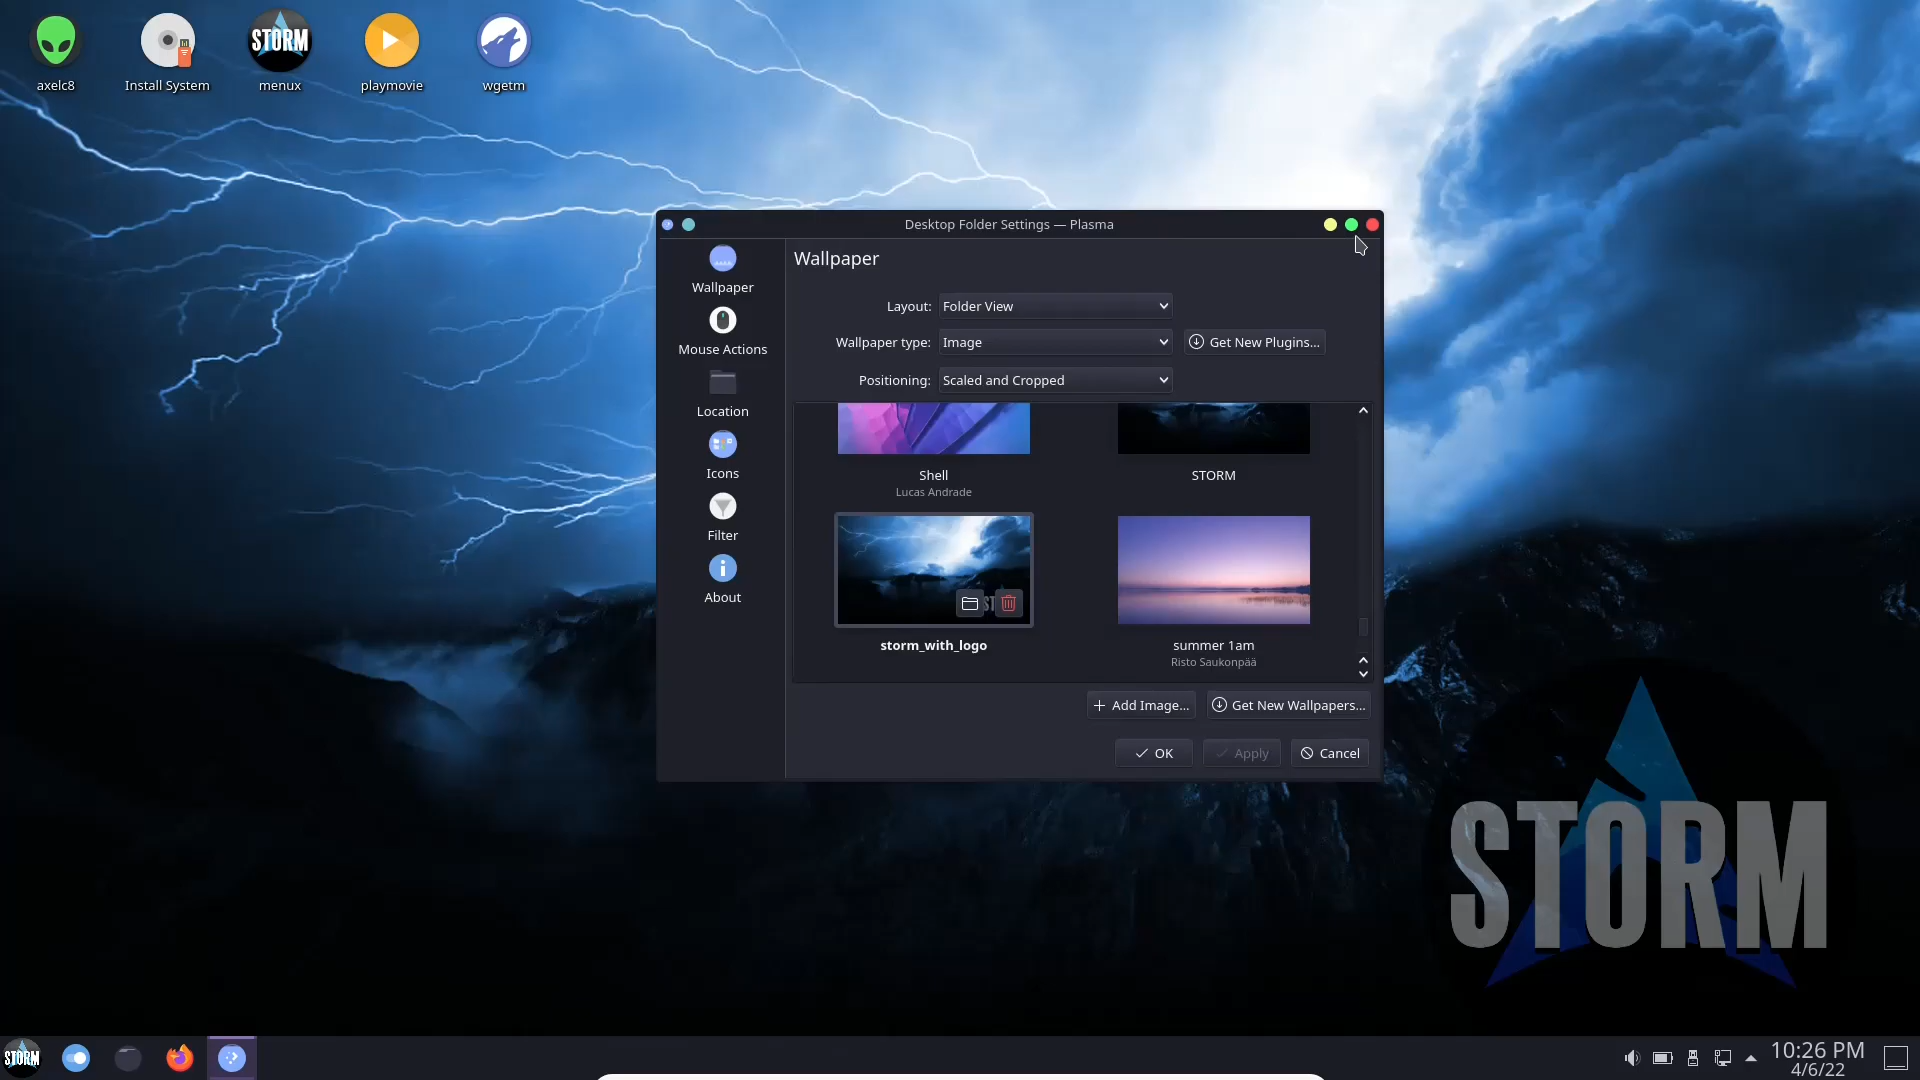 STORM
axelc8
Install System
menux
playmovie
wgetm
Desktop Folder Settings — Plasma
Wallpaper
Mouse Actions
Location
Icons
Filter
About
Wallpaper
Layout:
Folder View
Wallpaper type:
Image
Get New Plugins...
Positioning:
Scaled and Cropped
Shell
Lucas Andrade
STORM
ST
storm_with_logo
summer 1am
Risto Saukonpää
Add Image...
Get New Wallpapers...
OK
Apply
Cancel
STORM
STORM
10:26 PM
4/6/22